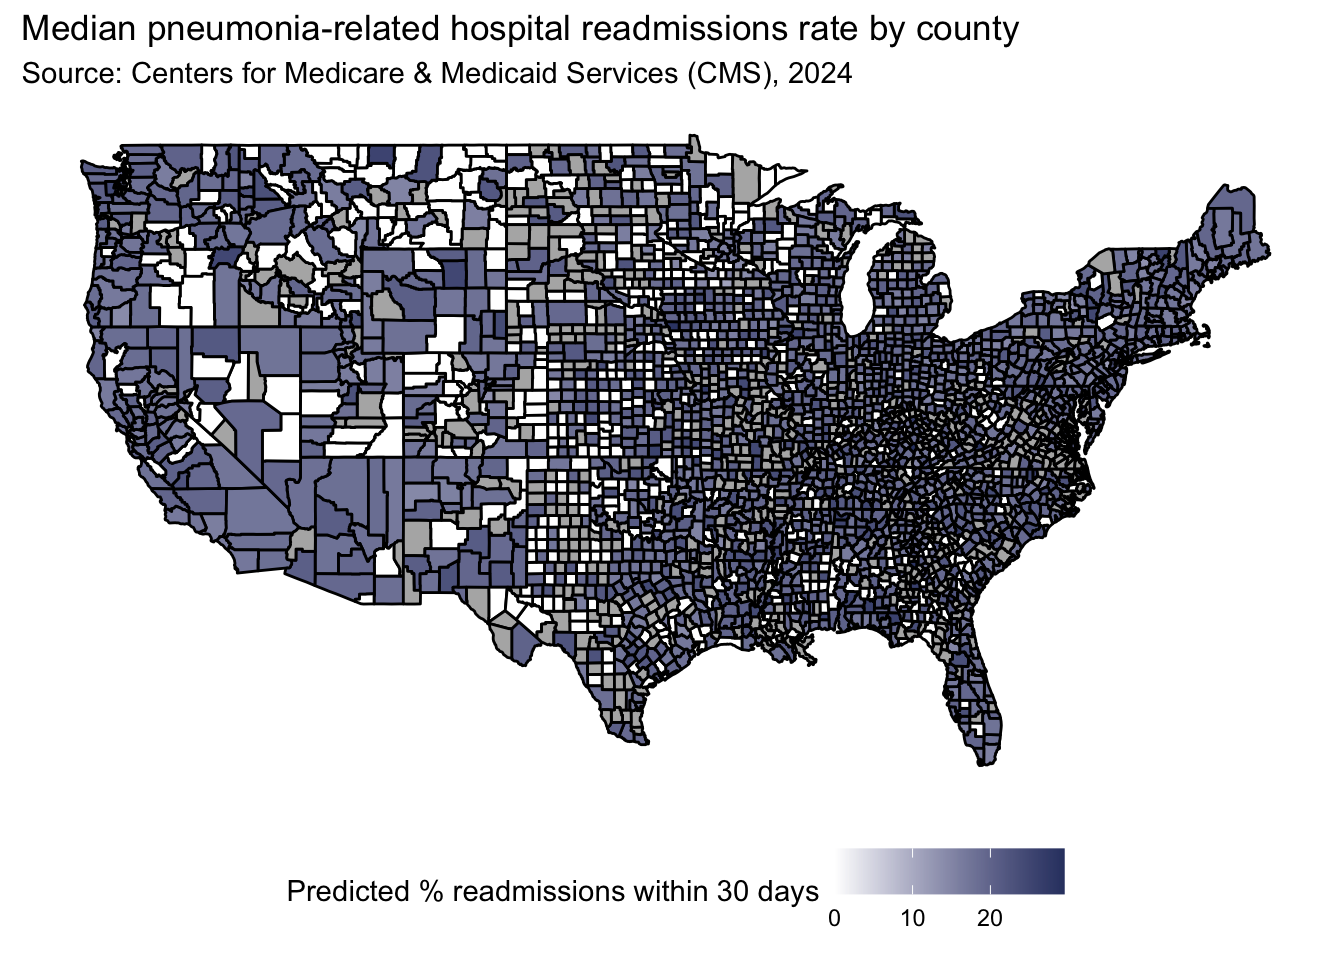 Median pneumonia-related hospital readmissions rate by county
Source: Centers for Medicare & Medicaid Services (CMS), 2024
Predicted % readmissions within 30 days
0 10 20